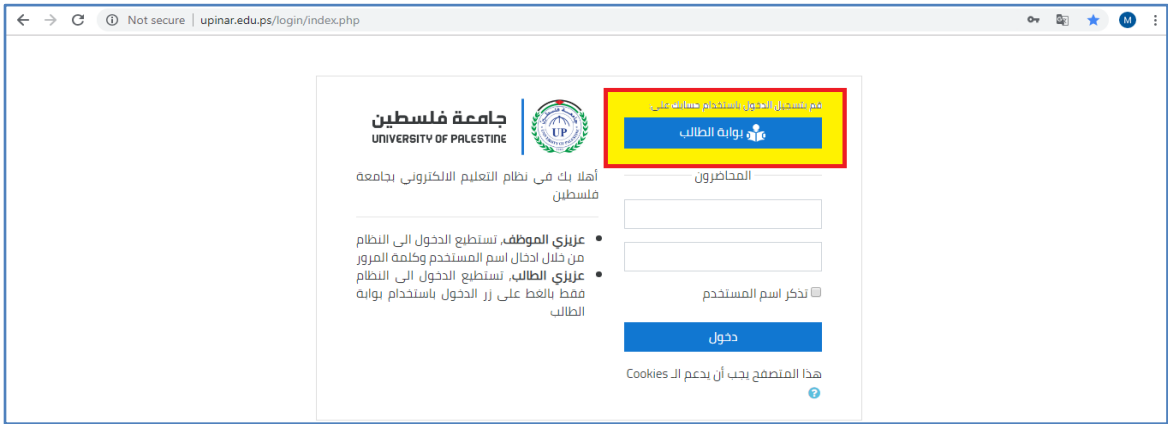 Not secure | upinar.edu.ps/login/index.php
M
قم بتسجيل الدخول باستخدام حسابك على:
بوابة الطالب
المحاضرون
تذكر اسم المستخدم
دخول
هذا المتصفح يجب أن يدعم الـ Cookies
جامعة فلسطين
UNIVERSITY OF PALESTINE
UP
أهلا بك في نظام التعليم الالكتروني بجامعة
فلسطين
عزيزي الموظف, تستطيع الدخول الى النظام
من خلال ادخال اسم المستخدم وكلمة المرور
عزيزي الطالب, تستطيع الدخول الى النظام
فقط بالغط على زر الدخول باستخدام بوابة
الطالب